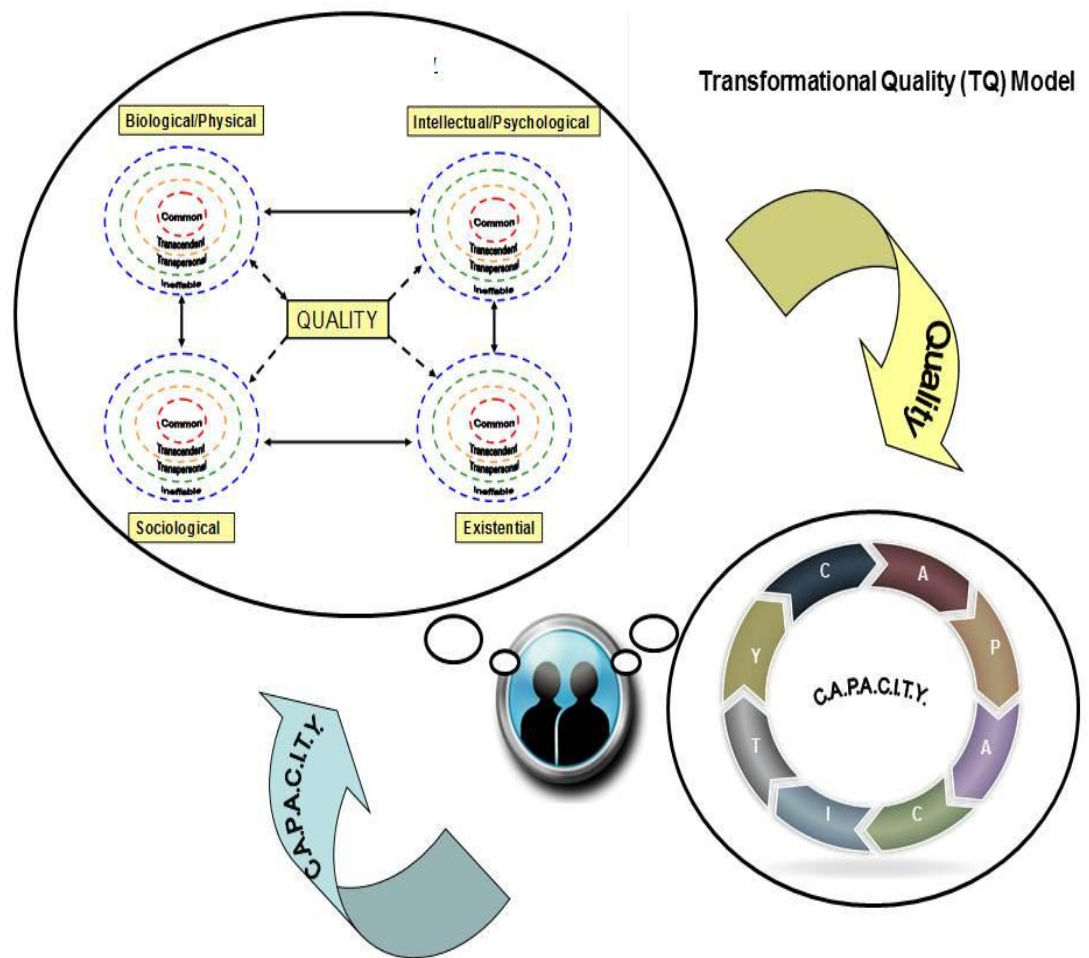 Transformational Quality (TQ) Model
Biological/Physical
Intellectual/Psychological
Common
Transcendent
Transpersonal
Ineffable
Common
Transcendent
Transpersonal
Ineffable
QUALITY
Common
Transcendent
Transpersonal
Ineffable
Common
Transcendent
Transpersonal
Ineffable
Sociological
Existential
Quality
C
A
P
A
C
I
T
Y
C.A.P.A.C.I.T.Y.
C.A.P.A.C.I.T.Y.